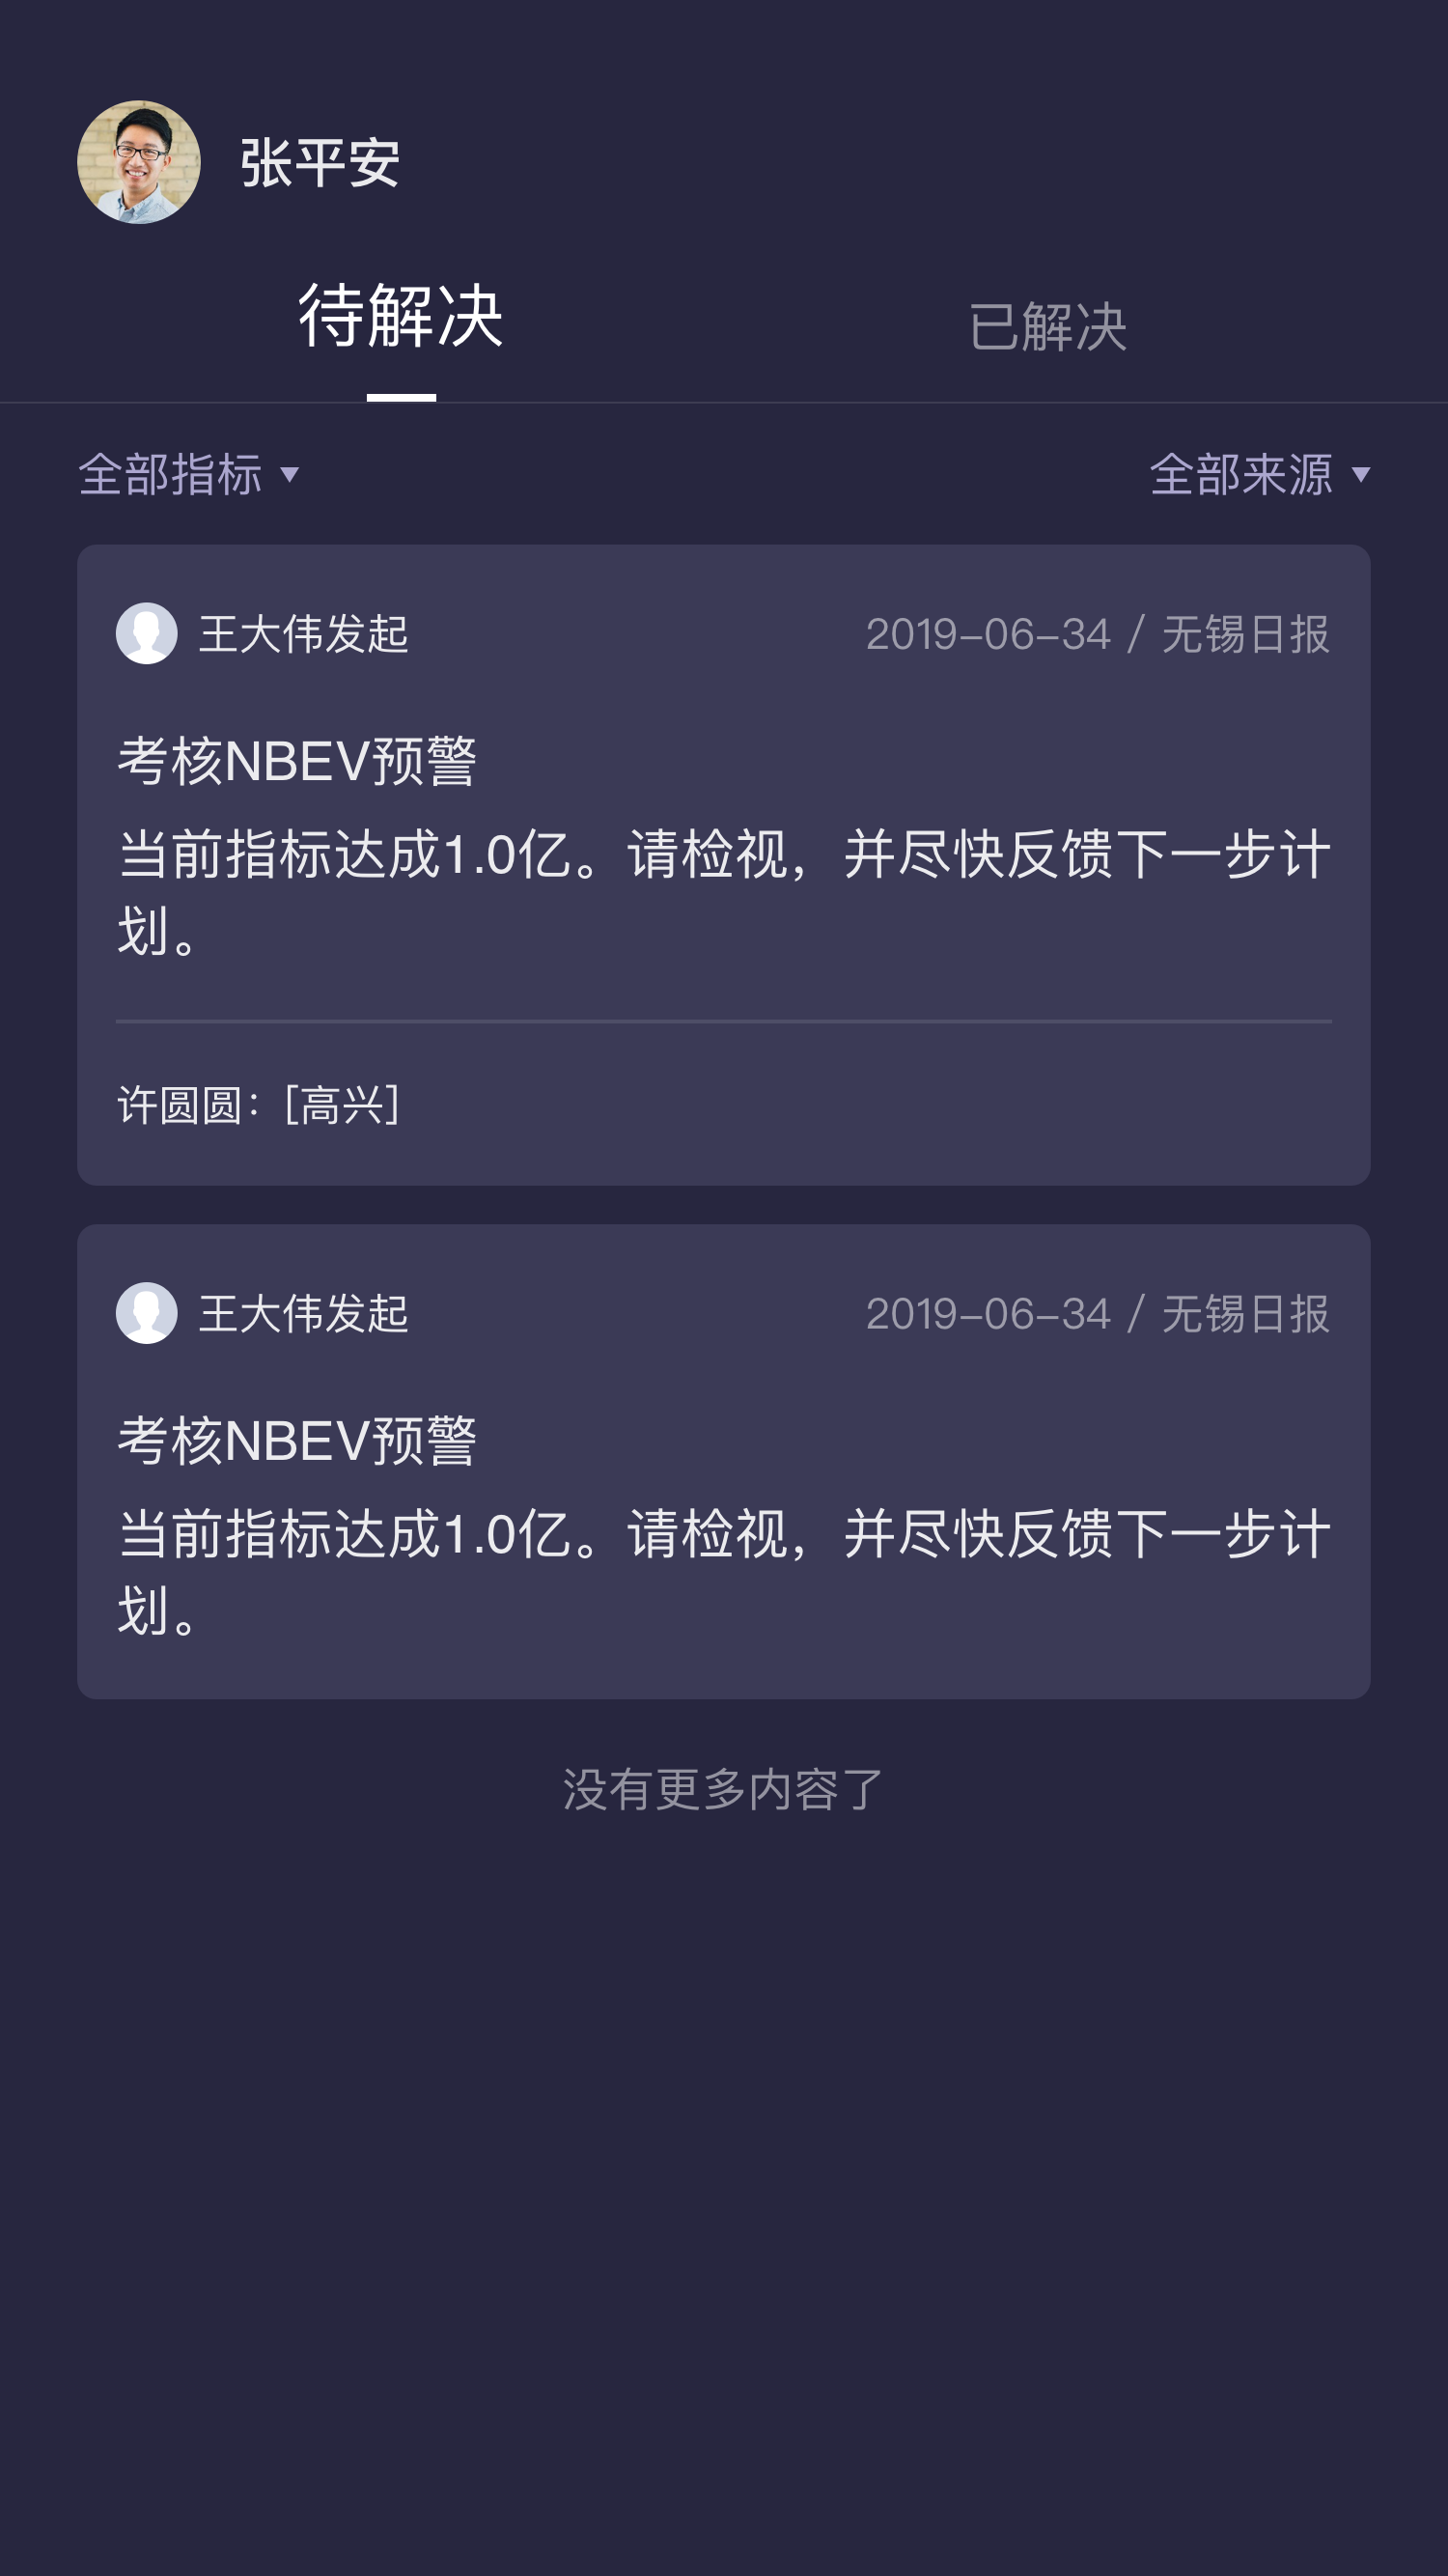 张平安
待解决
已解决
全部指标
全部来源
王大伟发起
2019-06-34 / 无锡日报
考核NBEV预警
当前指标达成1.0亿。请检视，并尽快反馈下一步计
划。
许圆圆：[高兴]
王大伟发起
2019-06-34 / 无锡日报
考核NBEV预警
当前指标达成1.0亿。请检视，并尽快反馈下一步计
划。
没有更多内容了